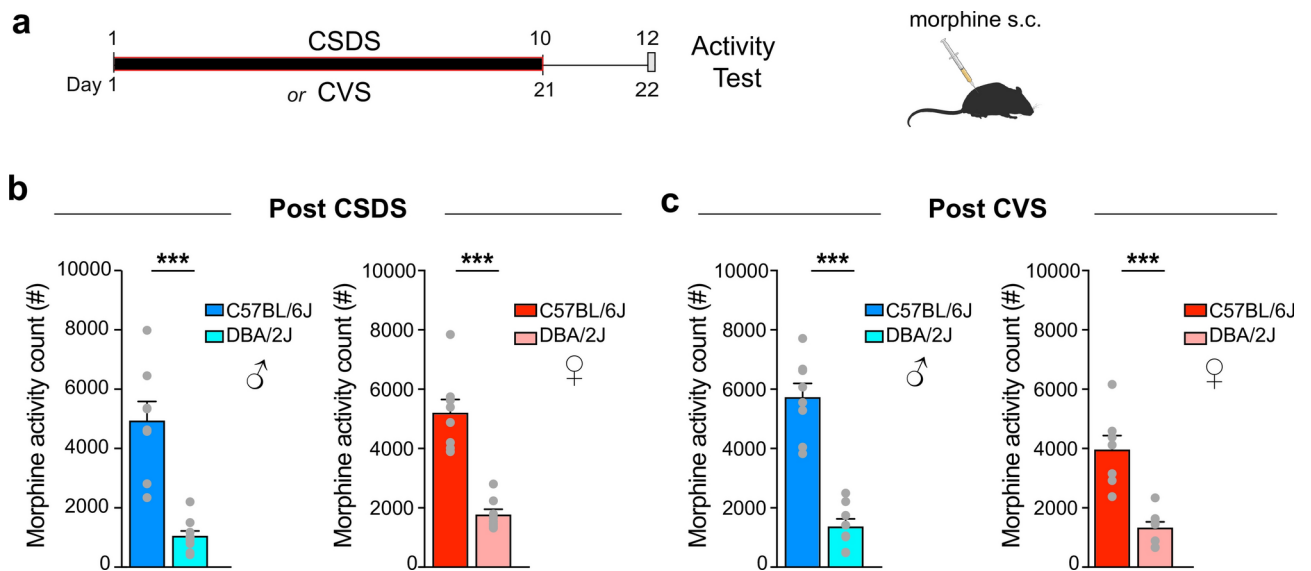 a
1 CSDS 10 12
Day 1 or CVS 21 22
Activity
Test
morphine s.c.
b
Post CSDS
***
Morphine activity count (#)
10000
8000
6000
4000
2000
0
C57BL/6J
DBA/2J
♂
***
Morphine activity count (#)
10000
8000
6000
4000
2000
0
C57BL/6J
DBA/2J
♀
c
Post CVS
***
Morphine activity count (#)
10000
8000
6000
4000
2000
0
C57BL/6J
DBA/2J
♂
***
Morphine activity count (#)
10000
8000
6000
4000
2000
0
C57BL/6J
DBA/2J
♀